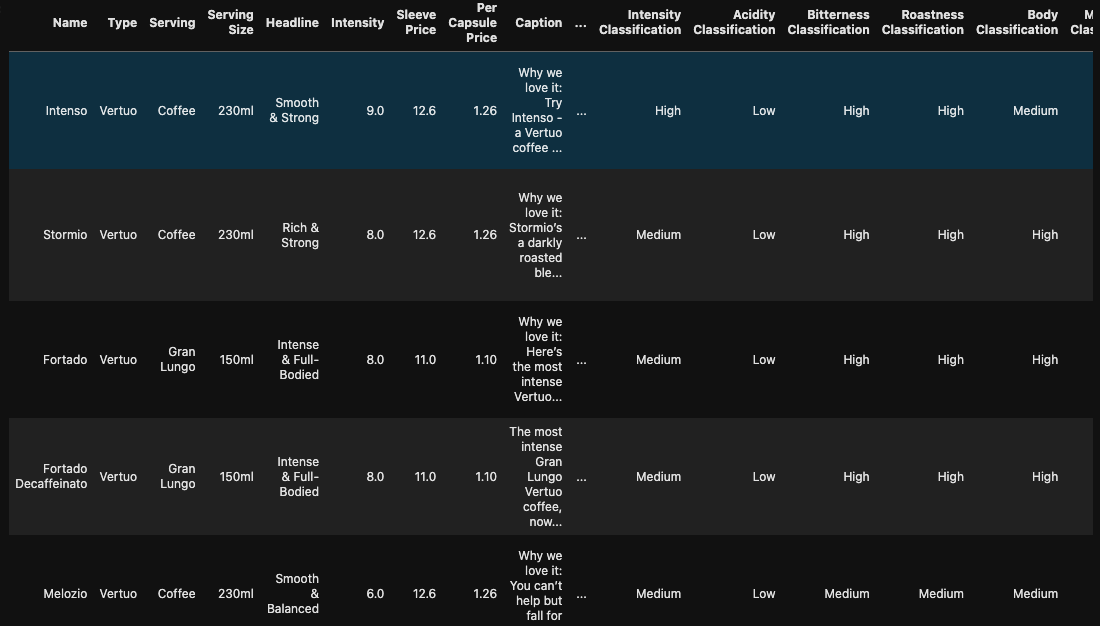 Name Type Serving Serving Size Headline Intensity Sleeve Price Per Capsule Price Caption ... Intensity Classification Acidity Classification Bitterness Classification Roastness Classification Body Classification M Clas
Intenso Vertuo Coffee 230ml Smooth & Strong 9.0 12.6 1.26 Why we love it: Try Intenso - a Vertuo coffee ... ... High Low High High Medium
Stormio Vertuo Coffee 230ml Rich & Strong 8.0 12.6 1.26 Why we love it: Stormio’s a darkly roasted ble... ... Medium Low High High High
Fortado Vertuo Gran Lungo 150ml Intense & Full-Bodied 8.0 11.0 1.10 Why we love it: Here’s the most intense Vertuo... ... Medium Low High High High
Fortado Decaffeinato Vertuo Gran Lungo 150ml Intense & Full-Bodied 8.0 11.0 1.10 The most intense Gran Lungo Vertuo coffee, now... ... Medium Low High High High
Melozio Vertuo Coffee 230ml Smooth & Balanced 6.0 12.6 1.26 Why we love it: You can’t help but fall for ... Medium Low Medium Medium Medium